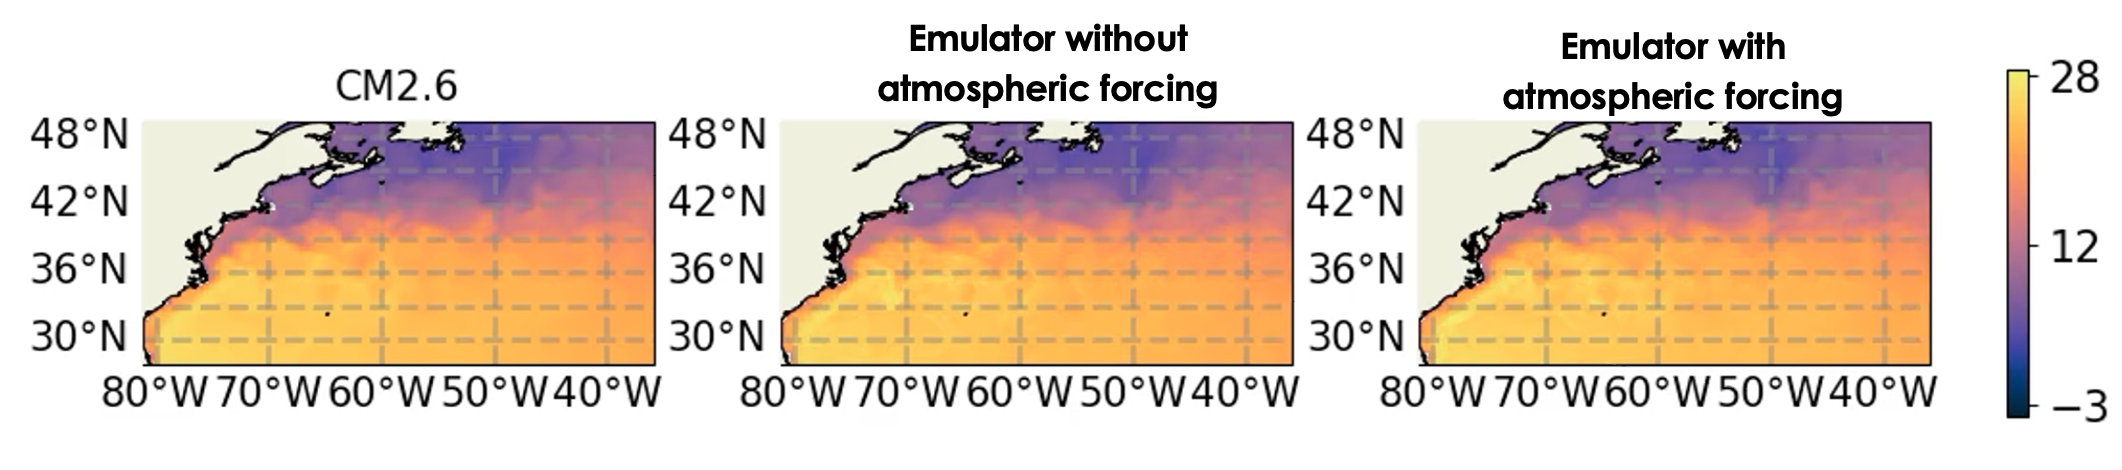 CM2.6
Emulator without
atmospheric forcing
Emulator with
atmospheric forcing
48°N
42°N
36°N
30°N
80°W 70°W 60°W 50°W 40°W
48°N
42°N
36°N
30°N
80°W 70°W 60°W 50°W 40°W
48°N
42°N
36°N
30°N
80°W 70°W 60°W 50°W 40°W
28
12
−3